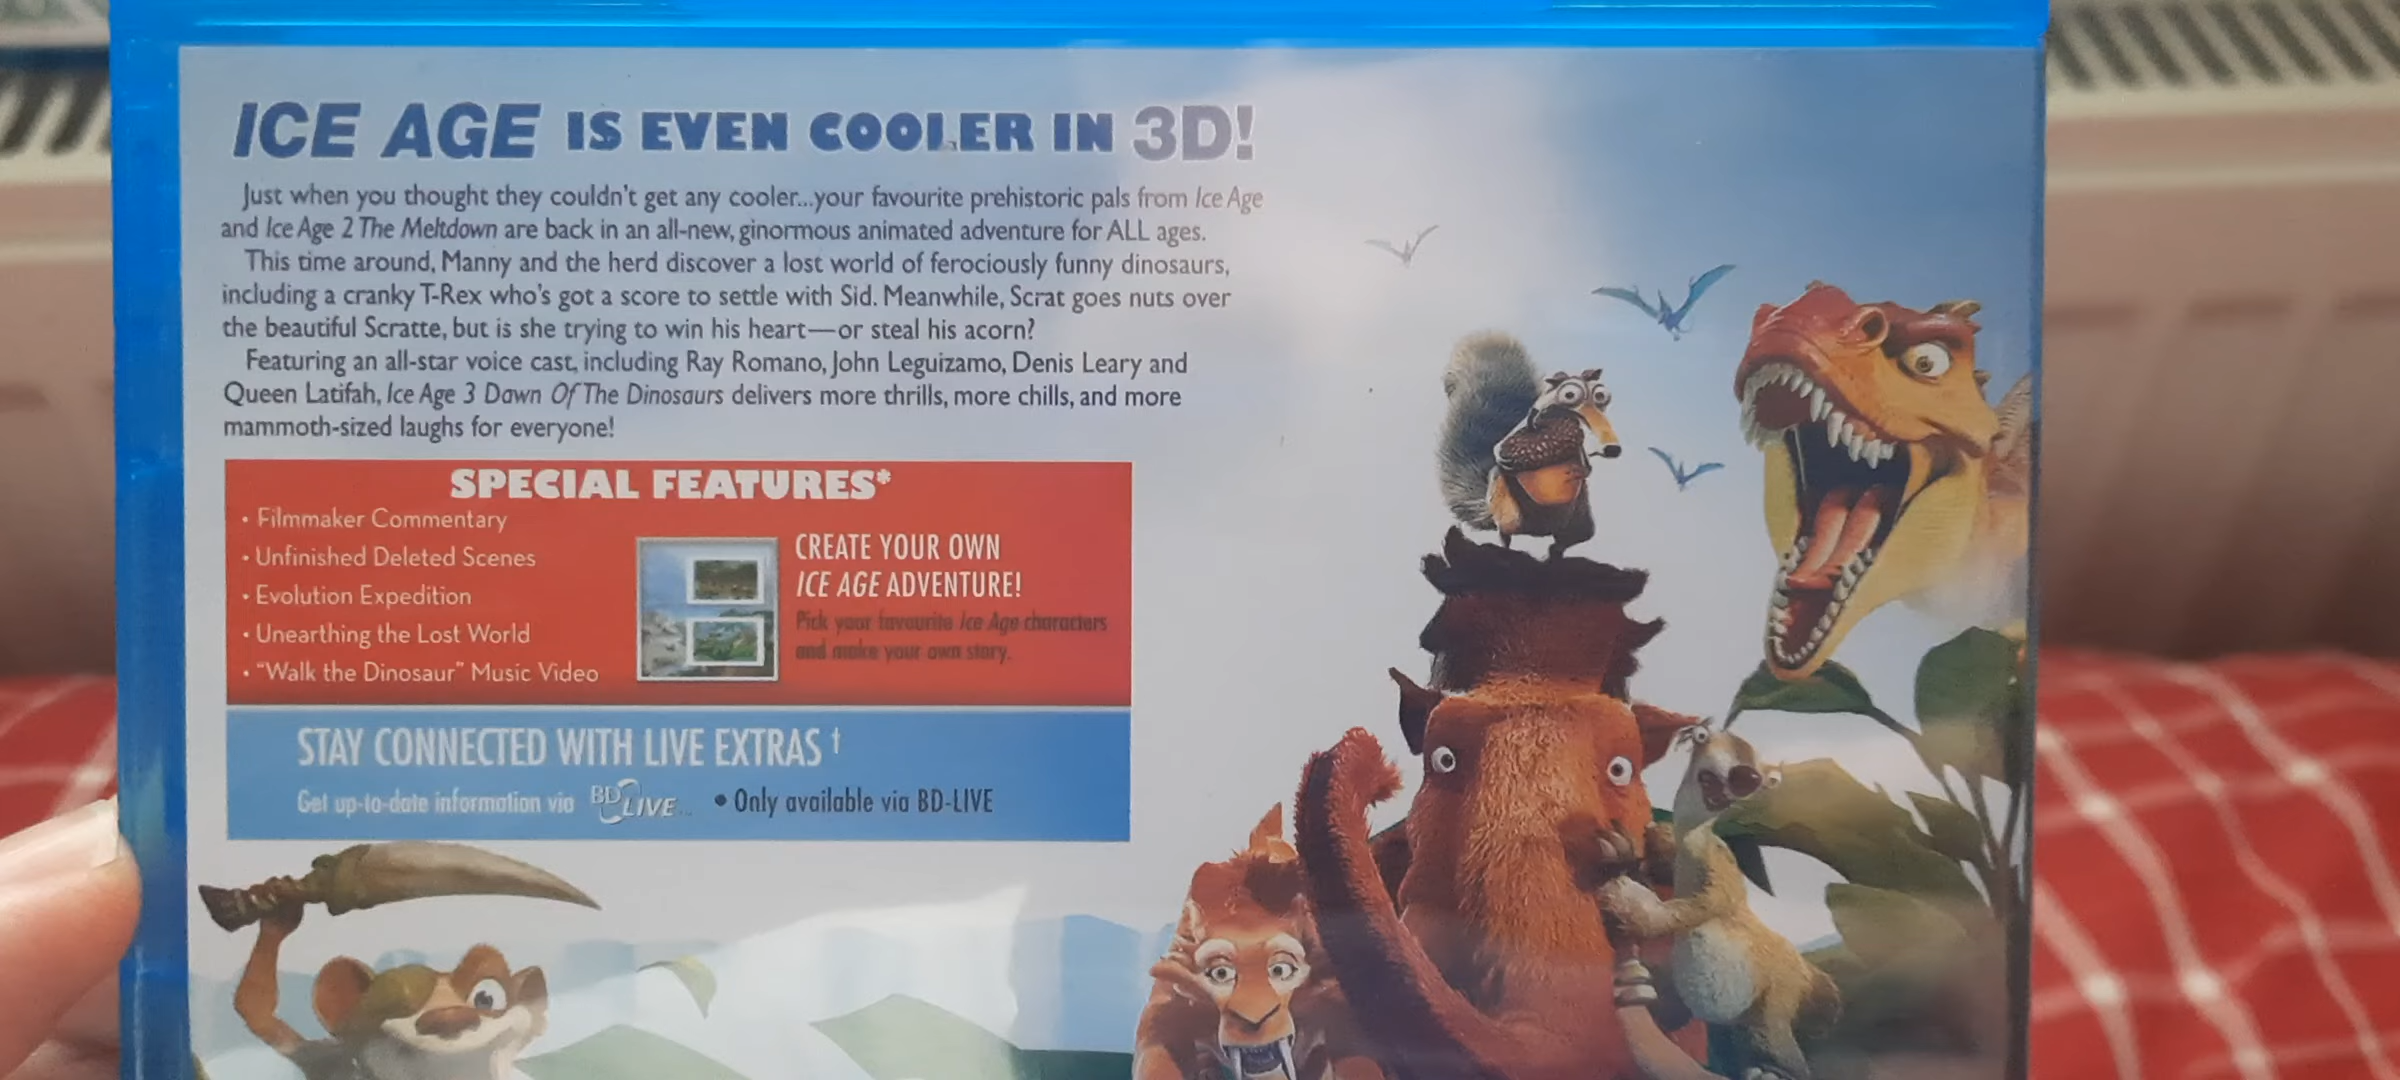 ICE AGE IS EVEN COOLER IN 3D!
Just when you thought they couldn't get any cooler...your favourite prehistoric pals from Ice Age
and Ice Age 2 The Meltdown are back in an all-new, ginormous animated adventure for ALL ages.
This time around, Manny and the herd discover a lost world of ferociously funny dinosaurs,
including a cranky T-Rex who's got a score to settle with Sid. Meanwhile, Scrat goes nuts over
the beautiful Scratte, but is she trying to win his heart—or steal his acorn?
Featuring an all-star voice cast, including Ray Romano, John Leguizamo, Denis Leary and
Queen Latifah, Ice Age 3 Dawn Of The Dinosaurs delivers more thrills, more chills, and more
mammoth-sized laughs for everyone!
SPECIAL FEATURES*
• Filmmaker Commentary
• Unfinished Deleted Scenes
• Evolution Expedition
• Unearthing the Lost World
• "Walk the Dinosaur" Music Video
CREATE YOUR OWN
ICE AGE ADVENTURE!
Pick your favourite Ice Age characters
and make your own story.
STAY CONNECTED WITH LIVE EXTRAS †
Get up-to-date information via BD LIVE • Only available via BD-LIVE